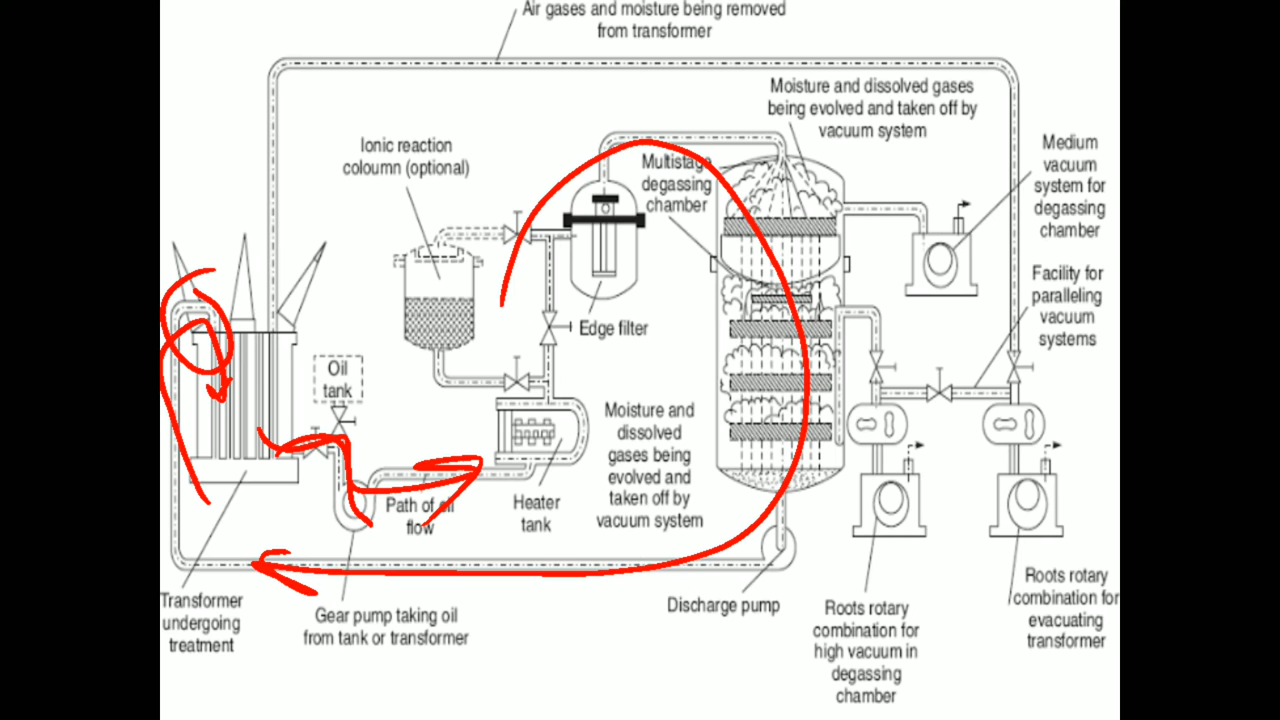 Air gases and moisture being removed
from transformer
Moisture and dissolved gases
being evolved and taken off by
vacuum system
Ionic reaction
coloumn (optional)
Multistage
degassing
chamber
Medium
vacuum
system for
degassing
chamber
Facility for
paralleling
vacuum
systems
Edge filter
Oil
tank
Moisture and
dissolved
gases being
evolved and
taken off by
vacuum system
Path of oil
flow
Heater
tank
Transformer
undergoing
treatment
Gear pump taking oil
from tank or transformer
Discharge pump
Roots rotary
combination for
high vacuum in
degassing
chamber
Roots rotary
combination for
evacuating
transformer